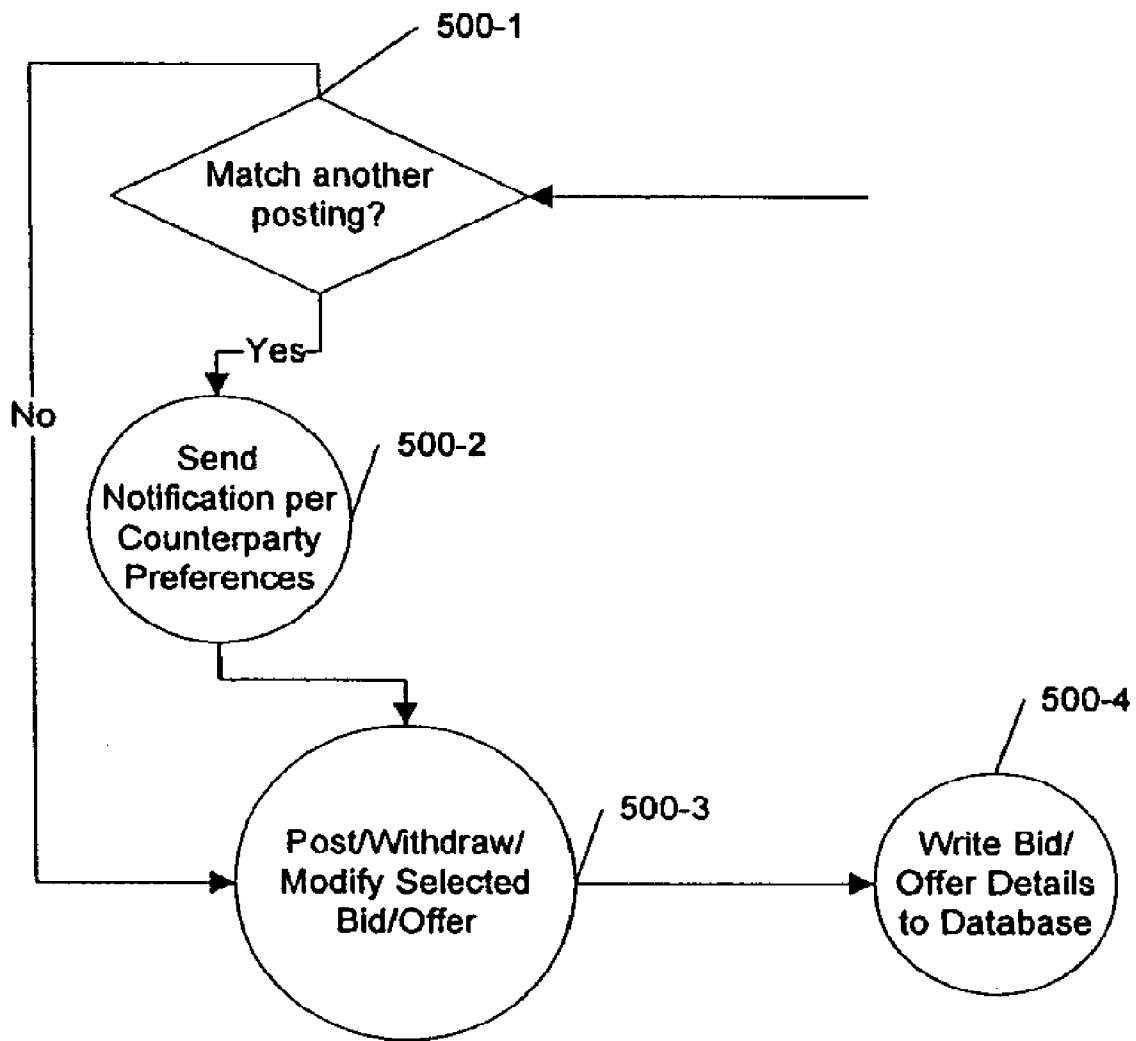 500-1
Match another
posting?
Yes
No
500-2
Send
Notification per
Counterparty
Preferences
500-3
Post/Withdraw/
Modify Selected
Bid/Offer
500-4
Write Bid/
Offer Details
to Database